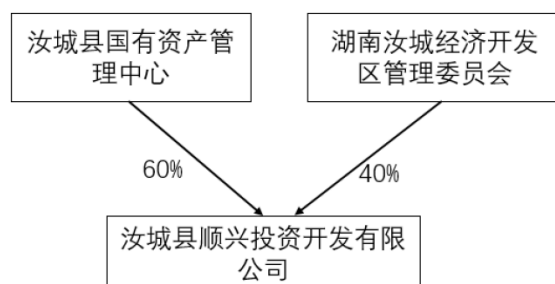 汝城县国有资产管
理中心
湖南汝城经济开发
区管理委员会
60%
40%
汝城县顺兴投资开发有限
公司